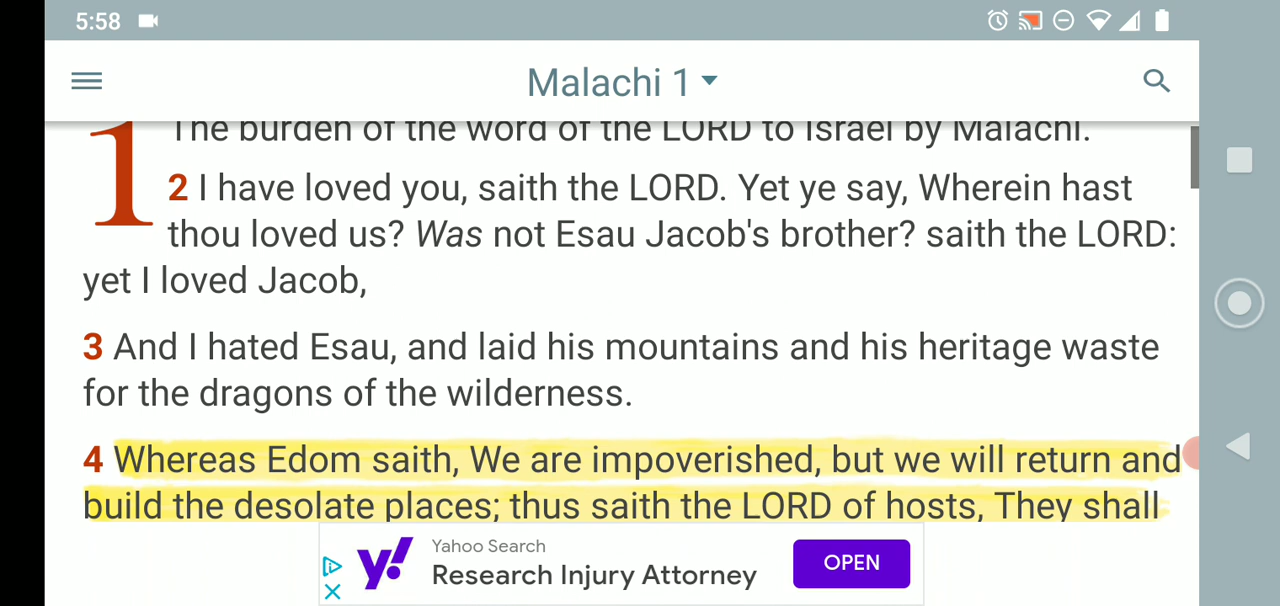 5:58
Malachi 1
1 The burden of the word of the LORD to Israel by Malachi.
2 I have loved you, saith the LORD. Yet ye say, Wherein hast
thou loved us? Was not Esau Jacob's brother? saith the LORD:
yet I loved Jacob,
3 And I hated Esau, and laid his mountains and his heritage waste
for the dragons of the wilderness.
4 Whereas Edom saith, We are impoverished, but we will return and
build the desolate places; thus saith the LORD of hosts, They shall
y!
Yahoo Search
Research Injury Attorney
OPEN